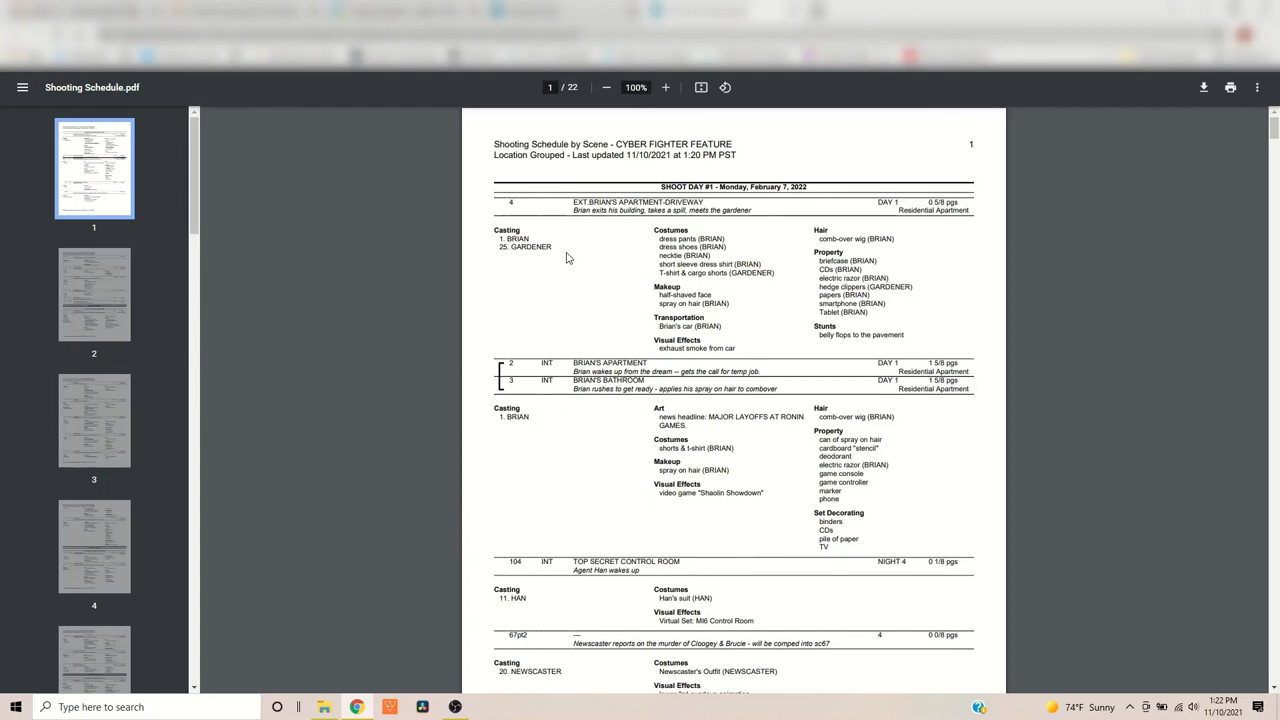 Shooting Schedule.pdf
1 / 22
100%
Shooting Schedule by Scene - CYBER FIGHTER FEATURE
1
Location Grouped - Last updated 11/10/2021 at 1:20 PM PST
SHOOT DAY #1 - Monday, February 7, 2022
4 EXT.BRIAN'S APARTMENT-DRIVEWAY DAY 1 0 5/8 pgs
Brian exits his building, takes a spill, meets the gardener Residential Apartment
Casting
1. BRIAN
25. GARDENER
Costumes
dress pants (BRIAN)
dress shoes (BRIAN)
necktie (BRIAN)
short sleeve dress shirt (BRIAN)
T-shirt & cargo shorts (GARDENER)
Makeup
half-shaved face
spray on hair (BRIAN)
Transportation
Brian's car (BRIAN)
Visual Effects
exhaust smoke from car
Hair
comb-over wig (BRIAN)
Property
briefcase (BRIAN)
CDs (BRIAN)
electric razor (BRIAN)
hedge clippers (GARDENER)
papers (BRIAN)
smartphone (BRIAN)
Tablet (BRIAN)
Stunts
belly flops to the pavement
2 INT BRIAN'S APARTMENT DAY 1 1 5/8 pgs
Brian wakes up from the dream -- gets the call for temp job. Residential Apartment
3 INT BRIAN'S BATHROOM DAY 1 1 5/8 pgs
Brian rushes to get ready - applies his spray on hair to combover Residential Apartment
Casting
1. BRIAN
Art
news headline: MAJOR LAYOFFS AT RONIN
GAMES.
Costumes
shorts & t-shirt (BRIAN)
Makeup
spray on hair (BRIAN)
Visual Effects
video game "Shaolin Showdown"
Hair
comb-over wig (BRIAN)
Property
can of spray on hair
cardboard "stencil"
deodorant
electric razor (BRIAN)
game console
game controller
marker
phone
Set Decorating
binders
CDs
pile of paper
TV
104 INT TOP SECRET CONTROL ROOM NIGHT 4 0 1/8 pgs
Agent Han wakes up
Casting
11. HAN
Costumes
Han's suit (HAN)
Visual Effects
Virtual Set: MI6 Control Room
67pt2 --- 4 0 0/8 pgs
Newscaster reports on the murder of Cloogey & Brucie - will be comped into sc67
Casting
20. NEWSCASTER
Costumes
Newscaster's Outfit (NEWSCASTER)
Visual Effects
1
2
3
4
Type here to search
74°F Sunny
1:22 PM
11/10/2021